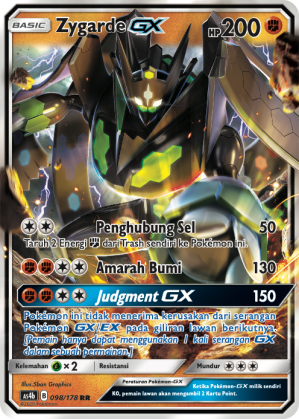 BASIC Zygarde GX HP200
Penghubung Sel 50
Taruh 2 Energi dari Trash sendiri ke Pokémon ini.
Amarah Bumi 130
Judgment GX 150
Pokémon ini tidak menerima kerusakan dari serangan
Pokémon GX/EX pada giliran lawan berikutnya.
[Pemain hanya dapat menggunakan 1 kali serangan GX
dalam sebuah permainan.]
Kelemahan ×2 Resistansi Mundur
Illus. 5ban Graphics
Peraturan Pokémon-GX
AS4b B 098/178 RR
Ketika Pokémon-GX milik sendiri
KO, pemain lawan akan mengambil 2 Kartu Point.